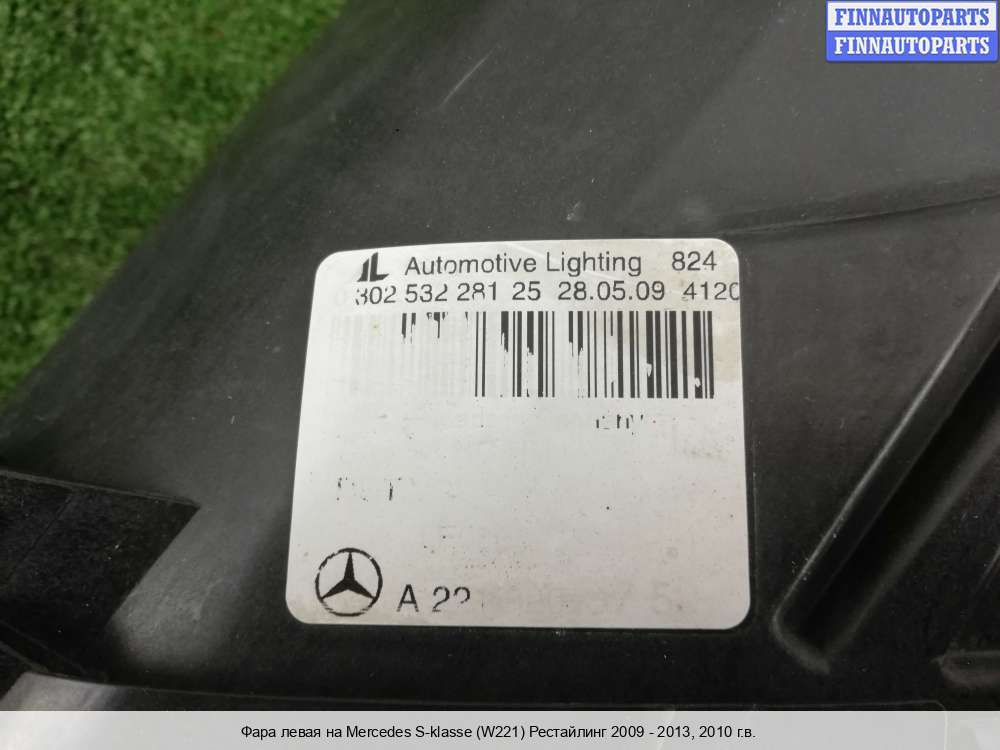 FINNAUTOPARTS
FINNAUTOPARTS
Automotive Lighting 824
302 532 281 25 28.05.09 4120
A 22
Фара левая на Mercedes S-klasse (W221) Рестайлинг 2009 - 2013, 2010 г.в.